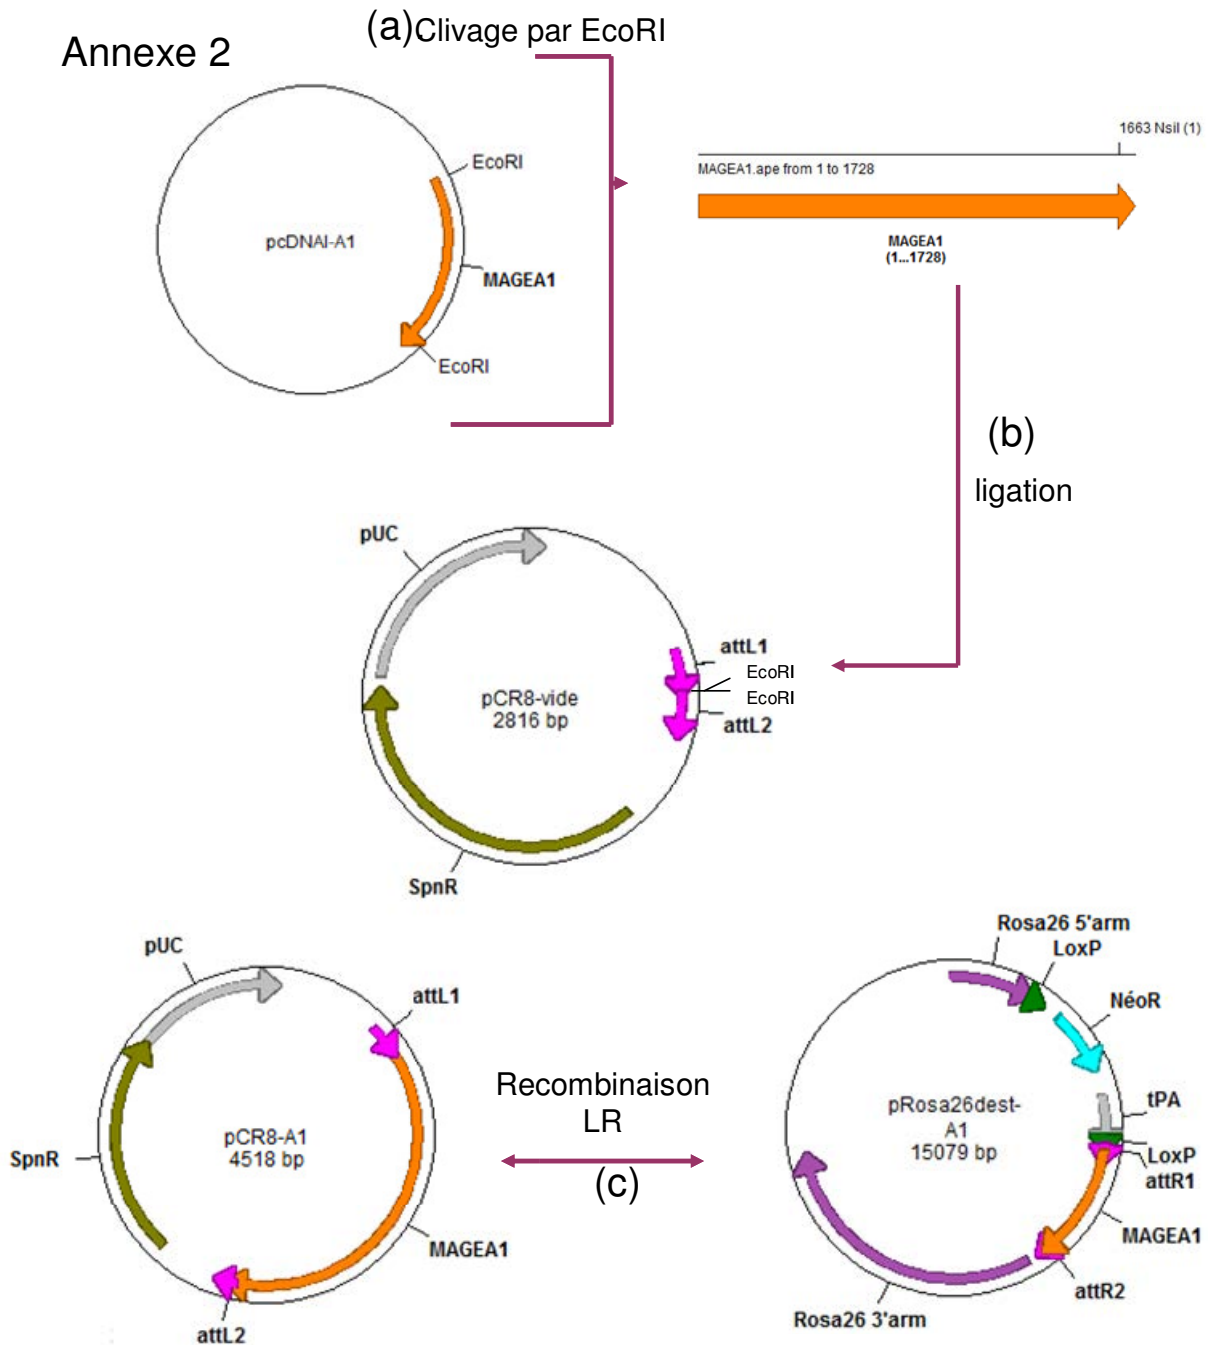 Annexe 2
(a)Clivage par EcoRI
EcoRI
pcDNAI-A1
MAGEA1
EcoRI
1663 NsiI (1)
MAGEA1.ape from 1 to 1728
MAGEA1
(1...1728)
(b)
ligation
pUC
attL1
EcoRI
EcoRI
attL2
pCR8-vide
2816 bp
SpnR
pUC
attL1
pCR8-A1
4518 bp
SpnR
MAGEA1
attL2
Recombinaison
LR
(c)
Rosa26 5'arm
LoxP
NéoR
pRosa26dest-
A1
15079 bp
tPA
LoxP
attR1
MAGEA1
attR2
Rosa26 3'arm